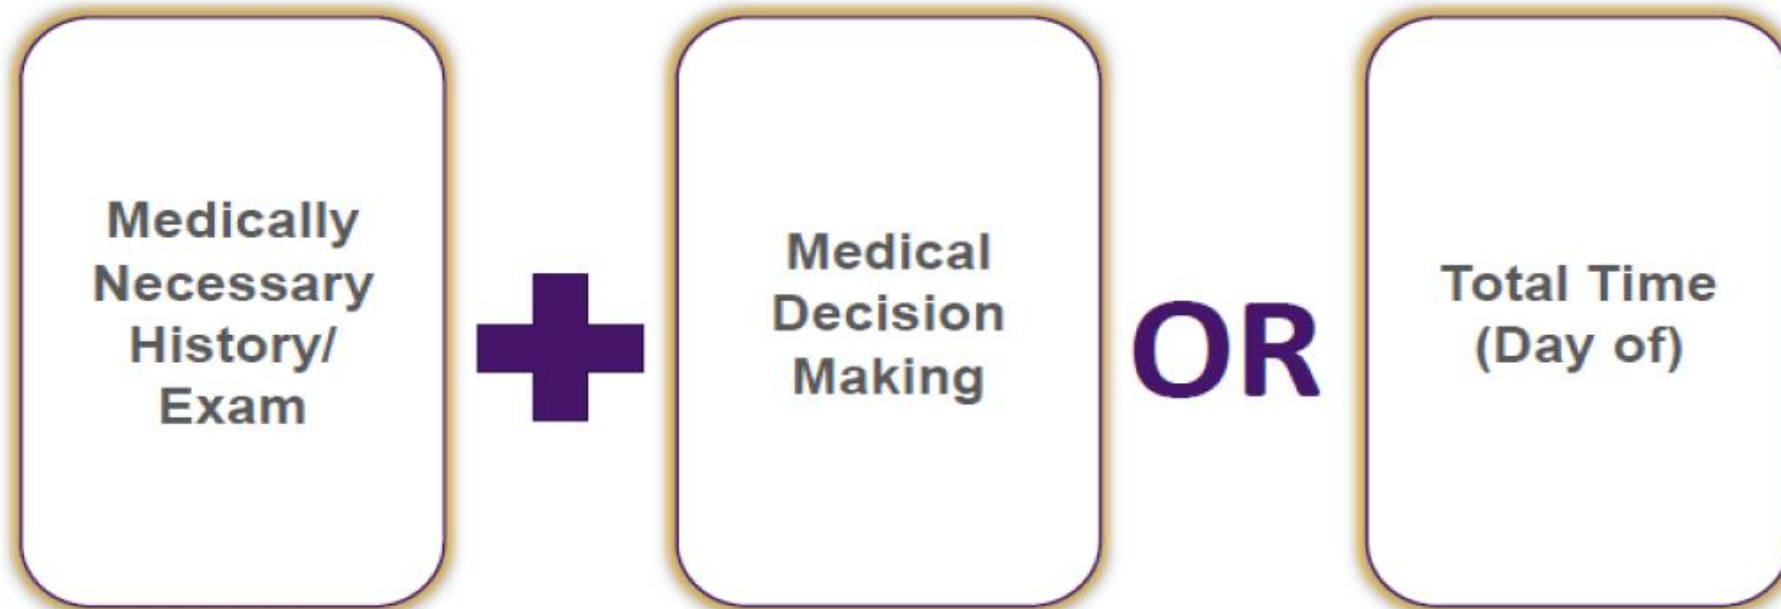 Medically
Necessary
History/
Exam
Medical
Decision
Making
OR
Total Time
(Day of)